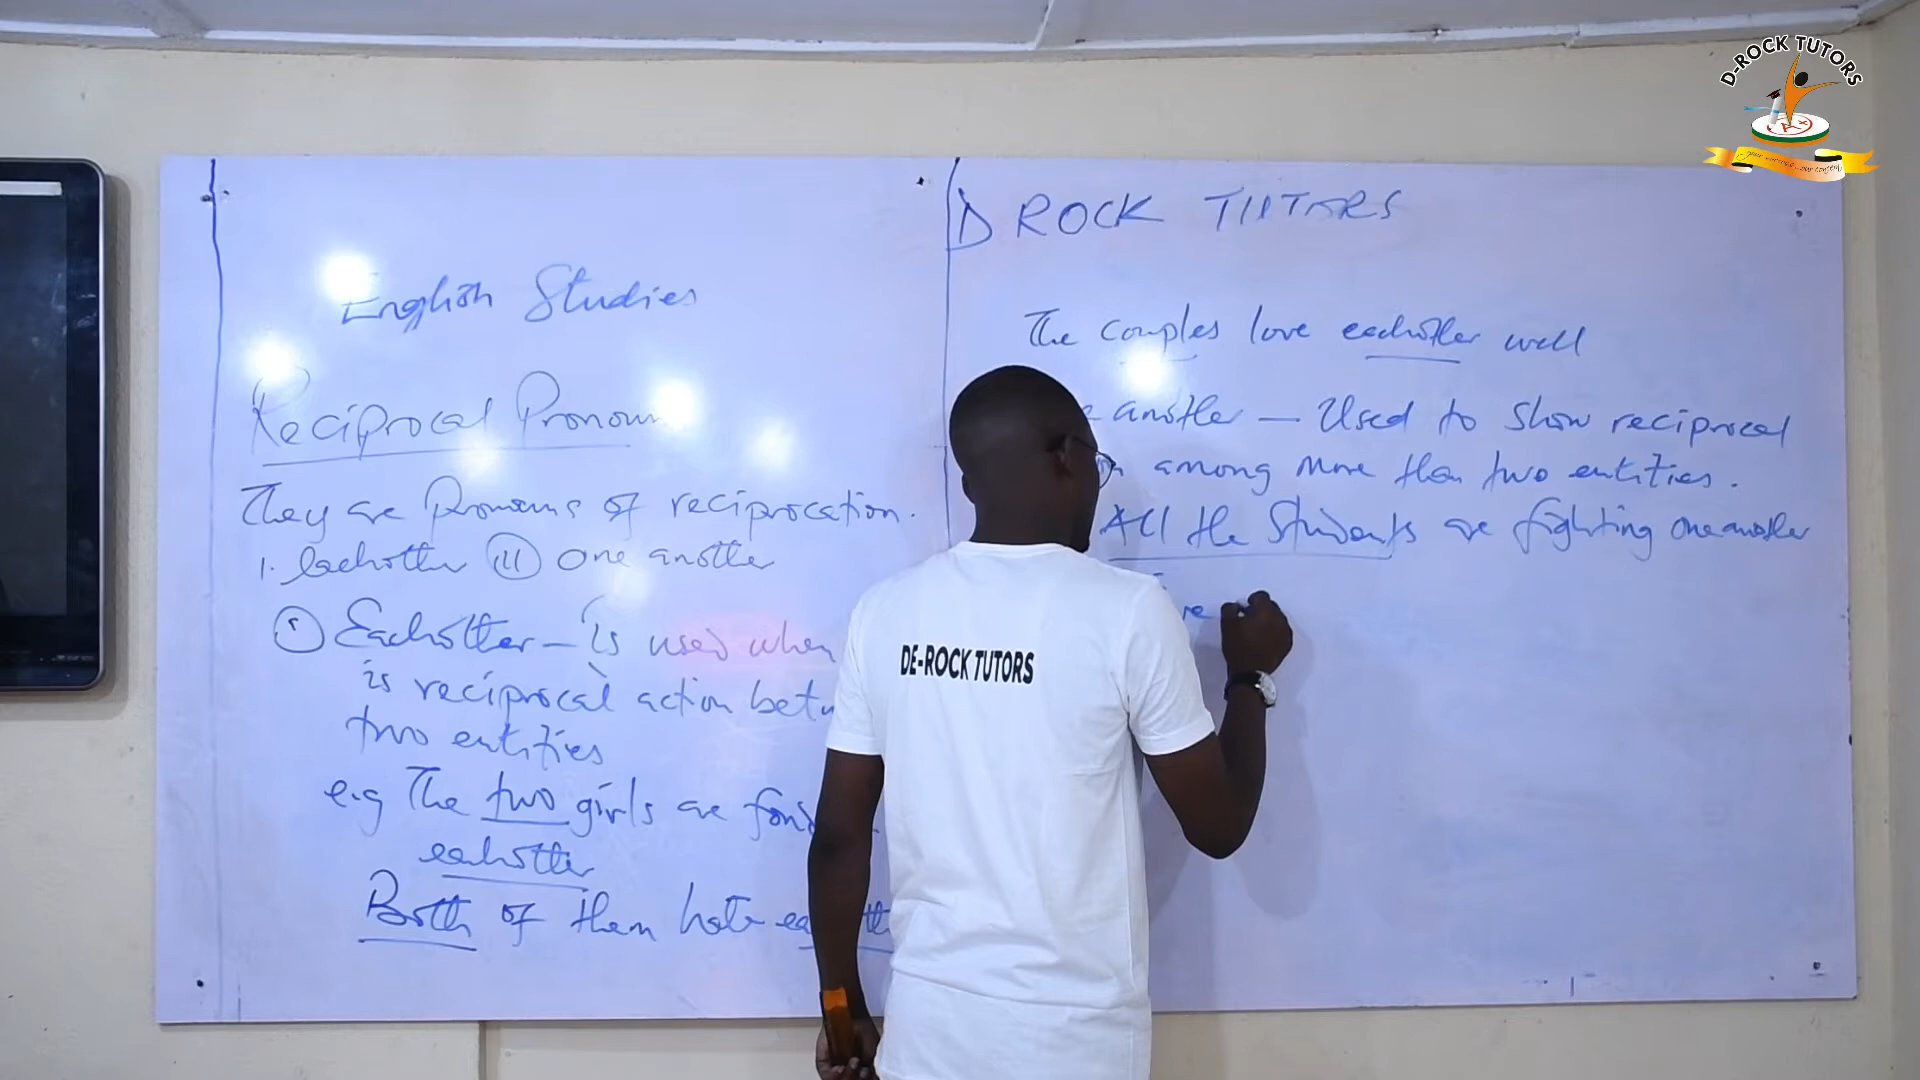 English Studies
Reciprocal Pronoun
They are Pronouns of reciprocation.
1. Eachother (ii) One another
(i) Eachother – is used when
is reciprocal action betw
two entities
e.g The two girls are fond
eachother
Both of them hate
D ROCK TUTORS
The couples love eachother well
another – Used to show reciprocal
among more than two entities.
All the Students are fighting oneanother
DE-ROCK TUTORS
D-ROCK TUTORS
A+